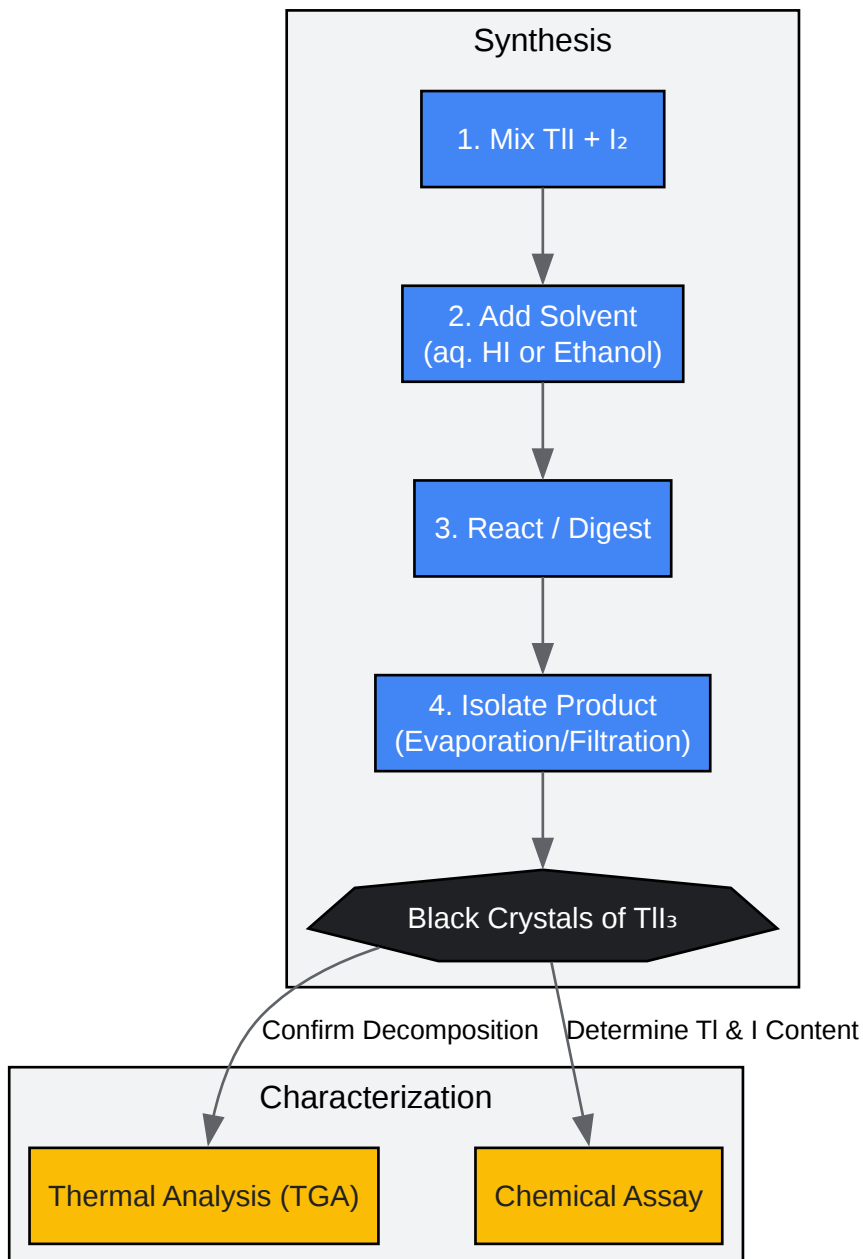 Synthesis
1. Mix TlI + I₂
2. Add Solvent
(aq. HI or Ethanol)
3. React / Digest
4. Isolate Product
(Evaporation/Filtration)
Black Crystals of TlI₃
Confirm Decomposition
Determine Tl & I Content
Characterization
Thermal Analysis (TGA)
Chemical Assay